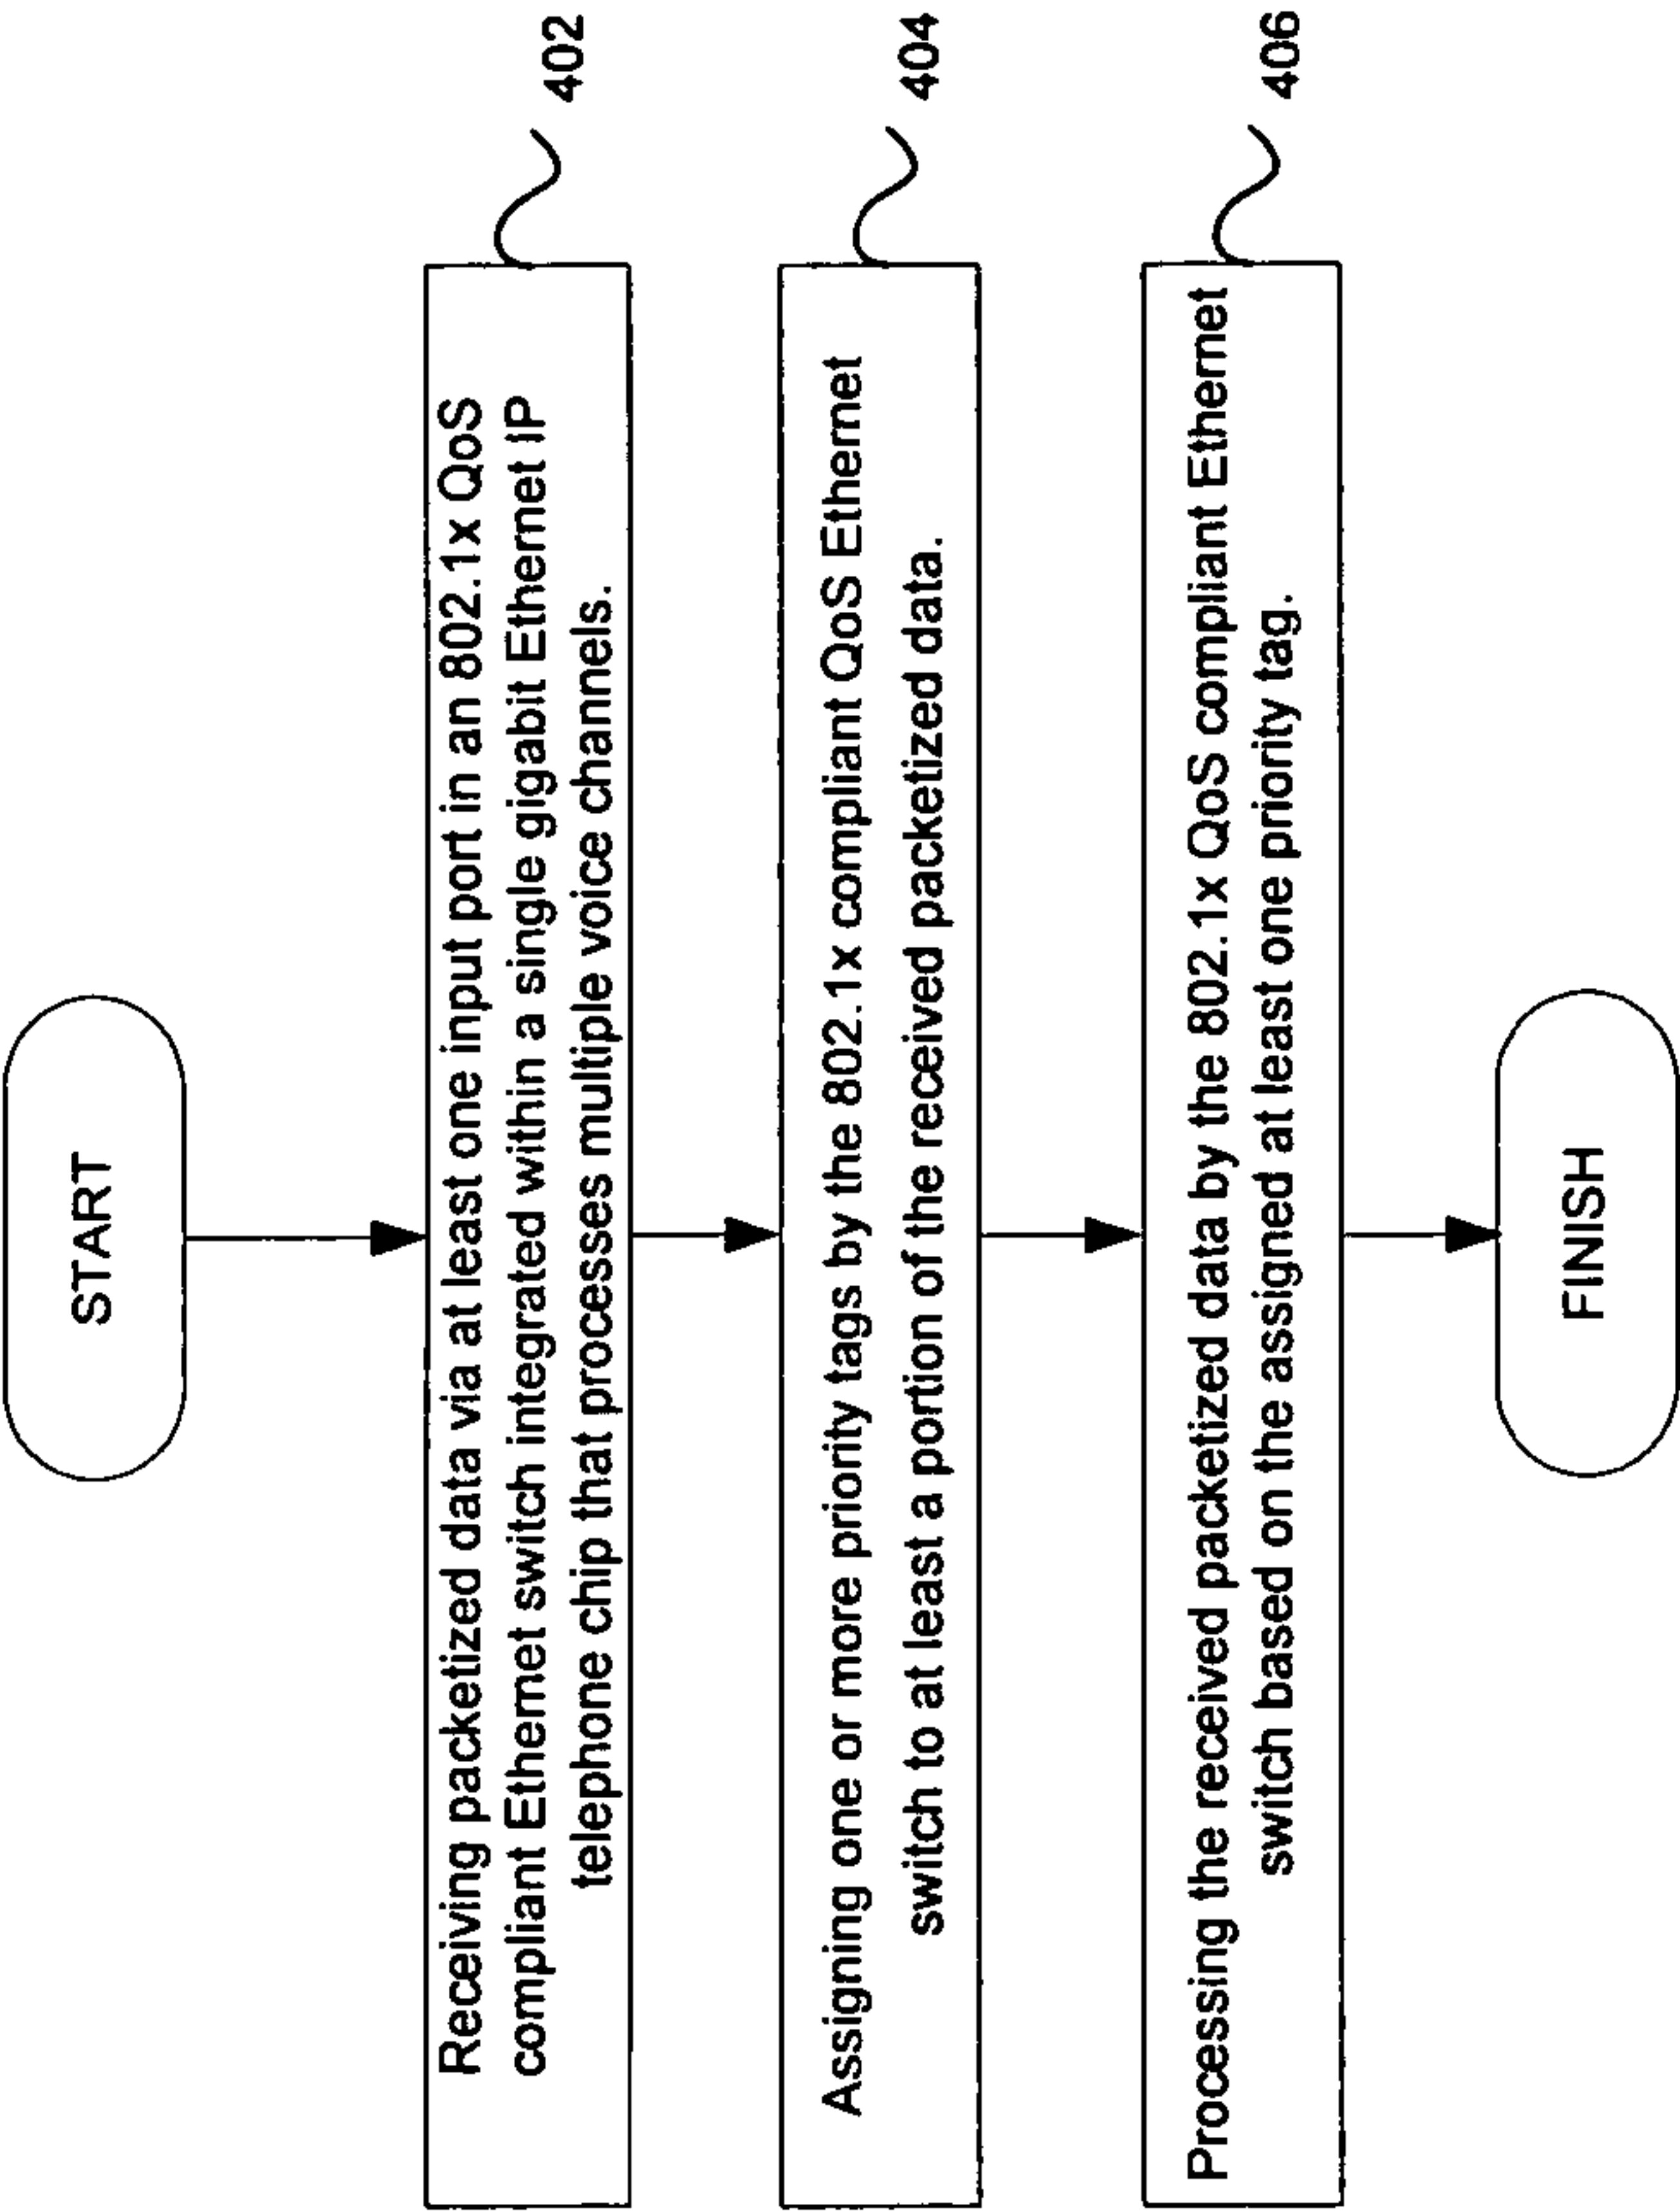 START
Receiving packetized data via at least one input port in an 802.1x QoS
compliant Ethernet switch integrated within a single gigabit Ethernet IP
telephone chip that processes multiple voice channels.
402
Assigning one or more priority tags by the 802.1x compliant QoS Ethernet
switch to at least a portion of the received packetized data.
404
Processing the received packetized data by the 802.1x QoS compliant Ethernet
switch based on the assigned at least one priority tag.
406
FINISH